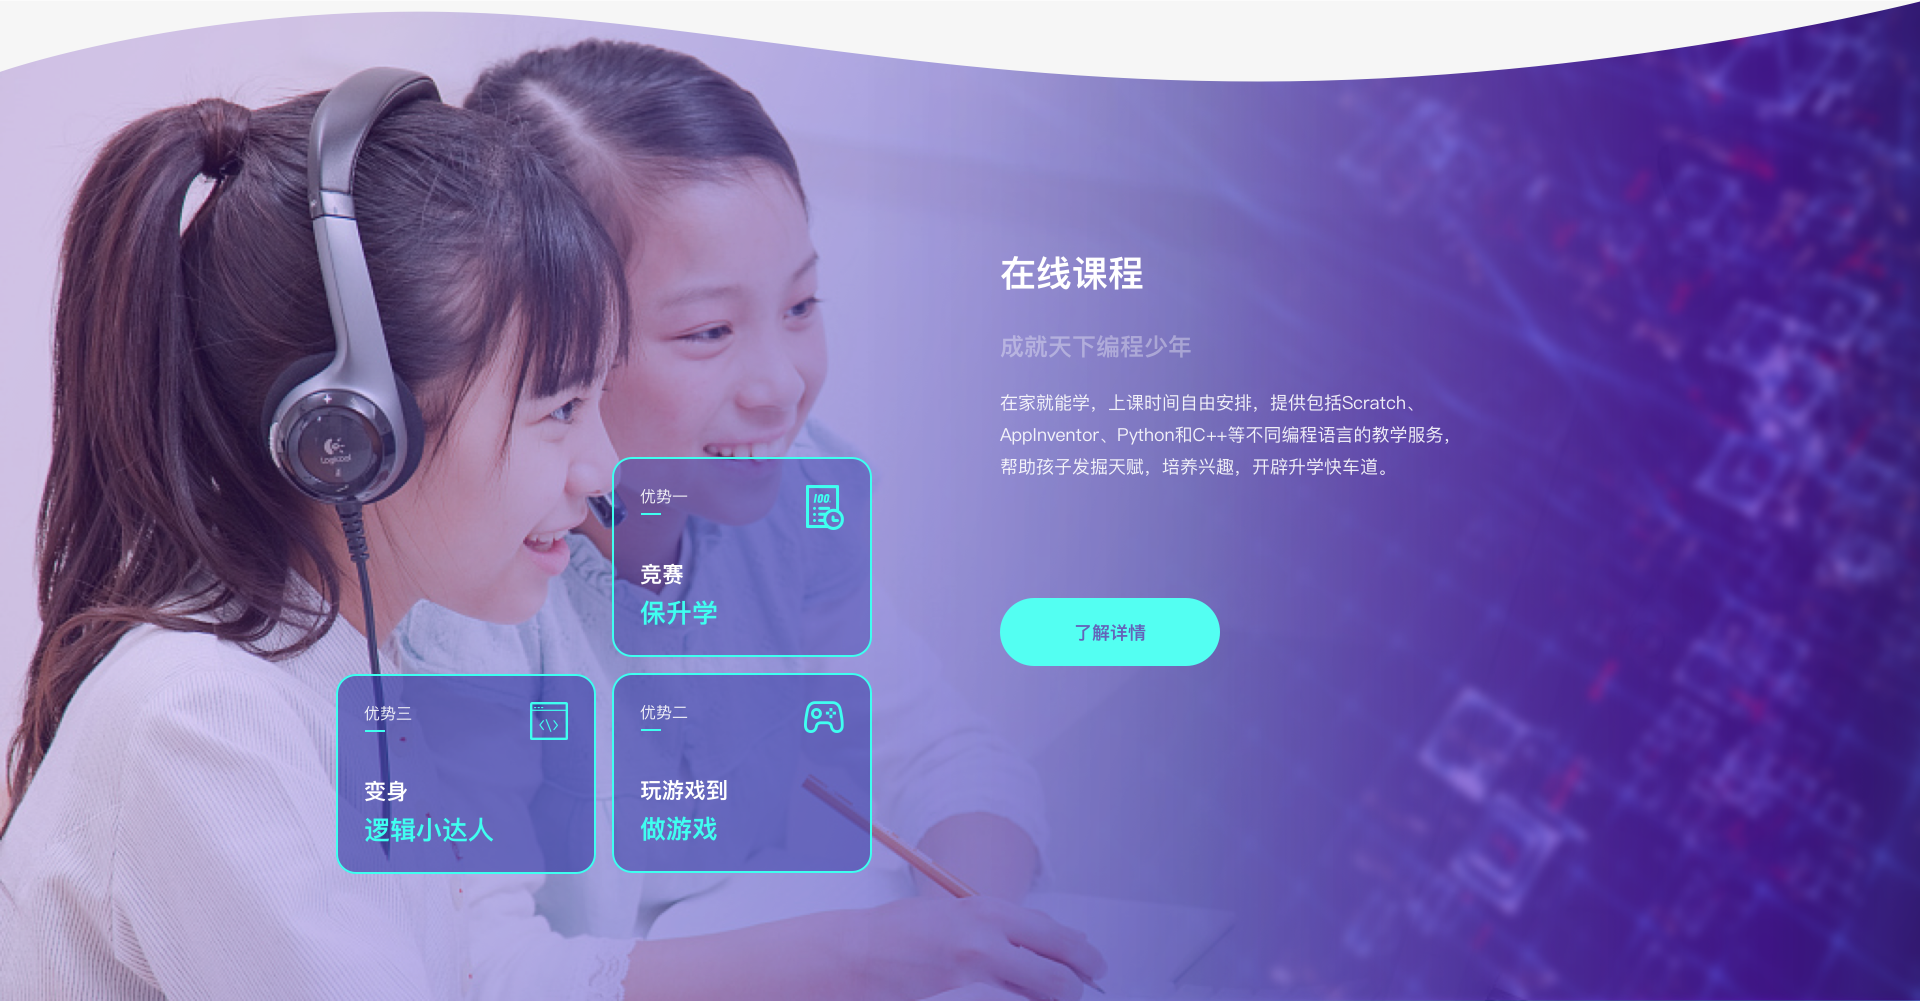 在线课程
成就天下编程少年
在家就能学，上课时间自由安排，提供包括Scratch、
AppInventor、Python和C++等不同编程语言的教学服务，
帮助孩子发掘天赋，培养兴趣，开辟升学快车道。
了解详情
优势一
100
竞赛
保升学
优势三
变身
逻辑小达人
优势二
玩游戏到
做游戏
Logicool